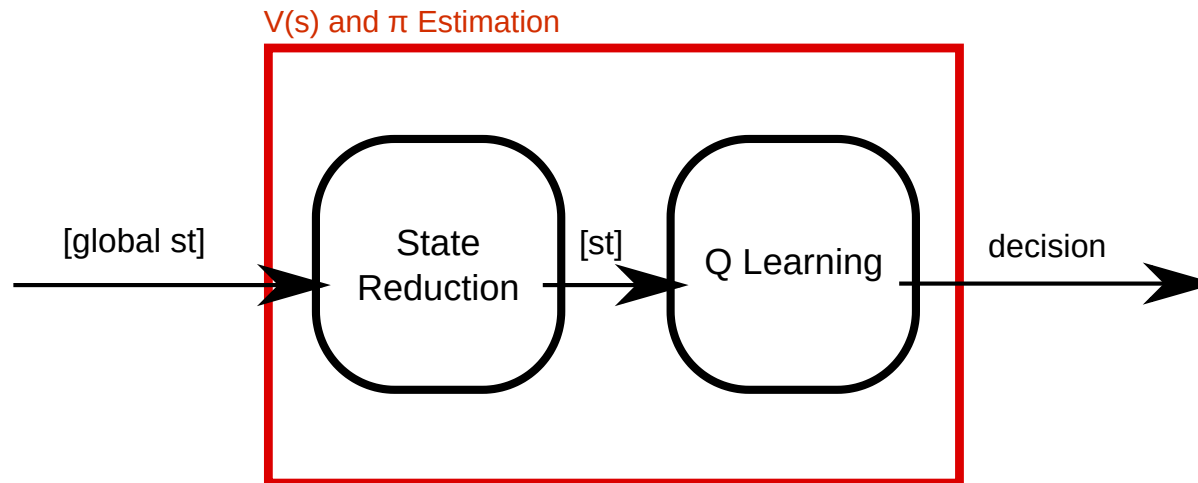 V(s) and π Estimation
[global st]
State
Reduction
[st]
Q Learning
decision